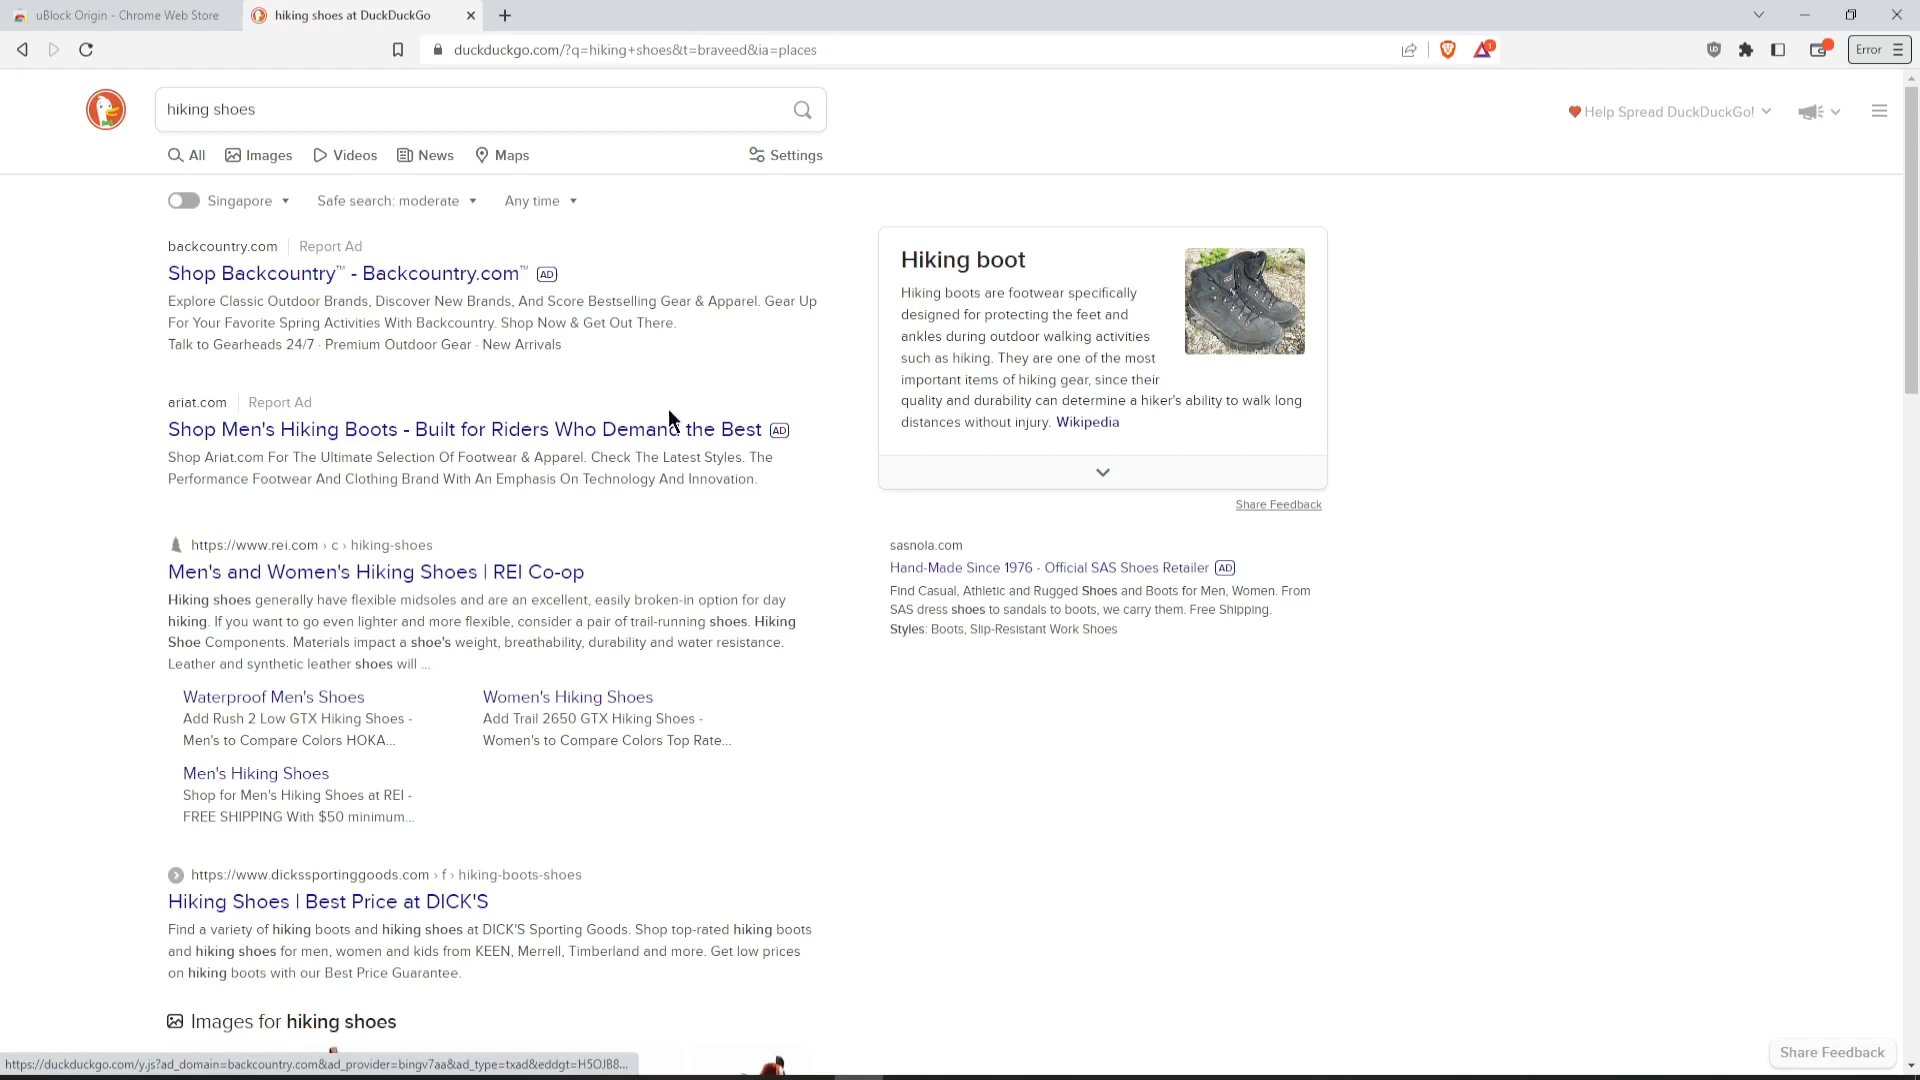 uBlock Origin - Chrome Web Store
hiking shoes at DuckDuckGo
duckduckgo.com/?q=hiking+shoes&t=braveed&ia=places
1
Error
hiking shoes
Help Spread DuckDuckGo!
All
Images
Videos
News
Maps
Settings
Singapore
Safe search: moderate
Any time
backcountry.com
Report Ad
Shop Backcountry™ - Backcountry.com™ AD
Explore Classic Outdoor Brands, Discover New Brands, And Score Bestselling Gear & Apparel. Gear Up
For Your Favorite Spring Activities With Backcountry. Shop Now & Get Out There.
Talk to Gearheads 24/7 · Premium Outdoor Gear · New Arrivals
ariat.com
Report Ad
Shop Men's Hiking Boots - Built for Riders Who Demand the Best AD
Shop Ariat.com For The Ultimate Selection Of Footwear & Apparel. Check The Latest Styles. The
Performance Footwear And Clothing Brand With An Emphasis On Technology And Innovation.
https://www.rei.com › c › hiking-shoes
Men's and Women's Hiking Shoes | REI Co-op
Hiking shoes generally have flexible midsoles and are an excellent, easily broken-in option for day
hiking. If you want to go even lighter and more flexible, consider a pair of trail-running shoes. Hiking
Shoe Components. Materials impact a shoe's weight, breathability, durability and water resistance.
Leather and synthetic leather shoes will ...
Waterproof Men's Shoes
Add Rush 2 Low GTX Hiking Shoes -
Men's to Compare Colors HOKA...
Women's Hiking Shoes
Add Trail 2650 GTX Hiking Shoes -
Women's to Compare Colors Top Rate...
Men's Hiking Shoes
Shop for Men's Hiking Shoes at REI -
FREE SHIPPING With $50 minimum...
https://www.dickssportinggoods.com › f › hiking-boots-shoes
Hiking Shoes | Best Price at DICK'S
Find a variety of hiking boots and hiking shoes at DICK'S Sporting Goods. Shop top-rated hiking boots
and hiking shoes for men, women and kids from KEEN, Merrell, Timberland and more. Get low prices
on hiking boots with our Best Price Guarantee.
Images for hiking shoes
Hiking boot
Hiking boots are footwear specifically
designed for protecting the feet and
ankles during outdoor walking activities
such as hiking. They are one of the most
important items of hiking gear, since their
quality and durability can determine a hiker's ability to walk long
distances without injury. Wikipedia
Share Feedback
sasnola.com
Hand-Made Since 1976 - Official SAS Shoes Retailer AD
Find Casual, Athletic and Rugged Shoes and Boots for Men, Women. From
SAS dress shoes to sandals to boots, we carry them. Free Shipping.
Styles: Boots, Slip-Resistant Work Shoes
Share Feedback
https://duckduckgo.com/y.js?ad_domain=backcountry.com&ad_provider=bingv7aa&ad_type=txad&eddgt=H5OJB8...